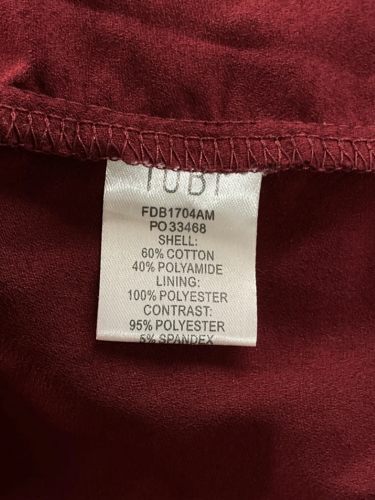 TOBI
FDB1704AM
PO33468
SHELL:
60% COTTON
40% POLYAMIDE
LINING:
100% POLYESTER
CONTRAST:
95% POLYESTER
5% SPANDEX